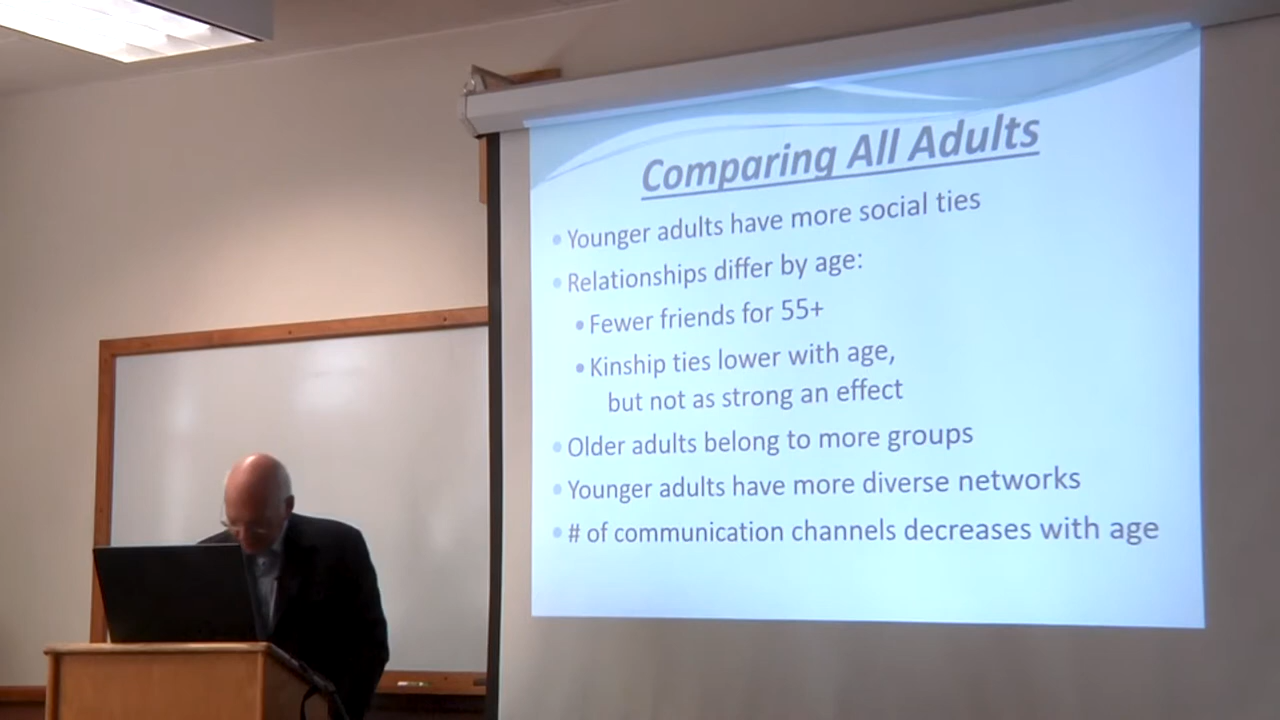 Comparing All Adults
• Younger adults have more social ties
• Relationships differ by age:
• Fewer friends for 55+
• Kinship ties lower with age,
but not as strong an effect
• Older adults belong to more groups
• Younger adults have more diverse networks
• # of communication channels decreases with age